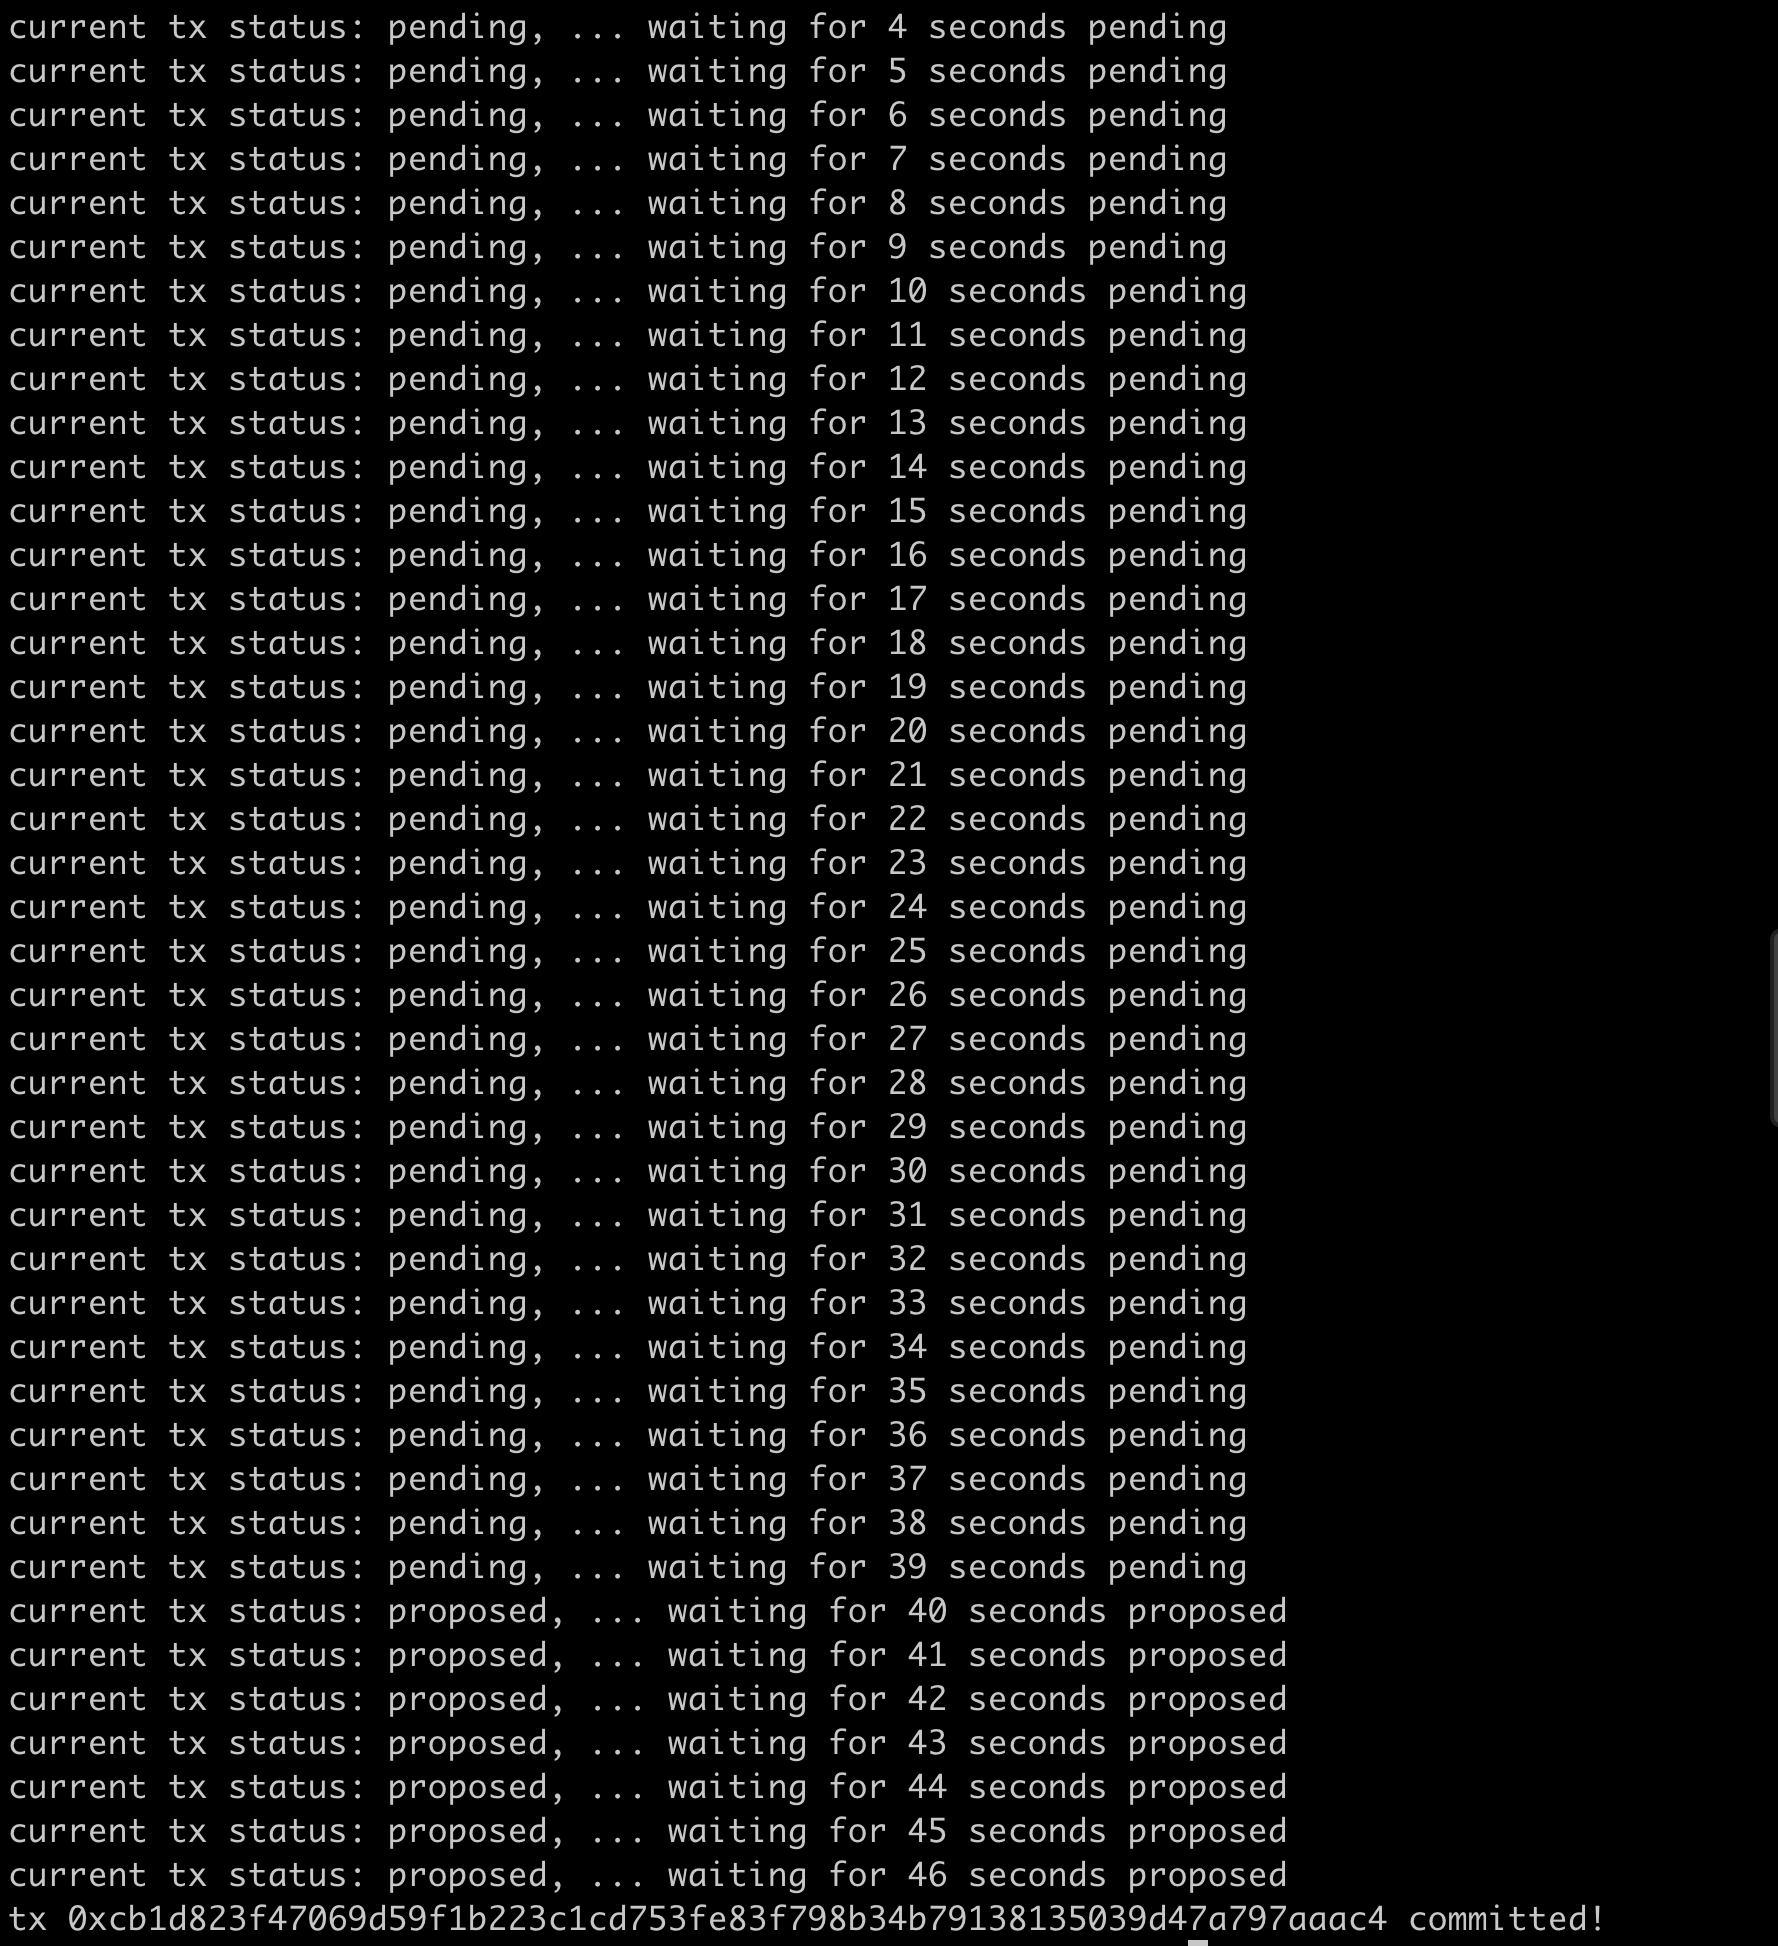 current tx status: pending, ... waiting for 4 seconds pending
current tx status: pending, ... waiting for 5 seconds pending
current tx status: pending, ... waiting for 6 seconds pending
current tx status: pending, ... waiting for 7 seconds pending
current tx status: pending, ... waiting for 8 seconds pending
current tx status: pending, ... waiting for 9 seconds pending
current tx status: pending, ... waiting for 10 seconds pending
current tx status: pending, ... waiting for 11 seconds pending
current tx status: pending, ... waiting for 12 seconds pending
current tx status: pending, ... waiting for 13 seconds pending
current tx status: pending, ... waiting for 14 seconds pending
current tx status: pending, ... waiting for 15 seconds pending
current tx status: pending, ... waiting for 16 seconds pending
current tx status: pending, ... waiting for 17 seconds pending
current tx status: pending, ... waiting for 18 seconds pending
current tx status: pending, ... waiting for 19 seconds pending
current tx status: pending, ... waiting for 20 seconds pending
current tx status: pending, ... waiting for 21 seconds pending
current tx status: pending, ... waiting for 22 seconds pending
current tx status: pending, ... waiting for 23 seconds pending
current tx status: pending, ... waiting for 24 seconds pending
current tx status: pending, ... waiting for 25 seconds pending
current tx status: pending, ... waiting for 26 seconds pending
current tx status: pending, ... waiting for 27 seconds pending
current tx status: pending, ... waiting for 28 seconds pending
current tx status: pending, ... waiting for 29 seconds pending
current tx status: pending, ... waiting for 30 seconds pending
current tx status: pending, ... waiting for 31 seconds pending
current tx status: pending, ... waiting for 32 seconds pending
current tx status: pending, ... waiting for 33 seconds pending
current tx status: pending, ... waiting for 34 seconds pending
current tx status: pending, ... waiting for 35 seconds pending
current tx status: pending, ... waiting for 36 seconds pending
current tx status: pending, ... waiting for 37 seconds pending
current tx status: pending, ... waiting for 38 seconds pending
current tx status: pending, ... waiting for 39 seconds pending
current tx status: proposed, ... waiting for 40 seconds proposed
current tx status: proposed, ... waiting for 41 seconds proposed
current tx status: proposed, ... waiting for 42 seconds proposed
current tx status: proposed, ... waiting for 43 seconds proposed
current tx status: proposed, ... waiting for 44 seconds proposed
current tx status: proposed, ... waiting for 45 seconds proposed
current tx status: proposed, ... waiting for 46 seconds proposed
tx 0xcb1d823f47069d59f1b223c1cd753fe83f798b34b79138135039d47a797aaac4 committed!